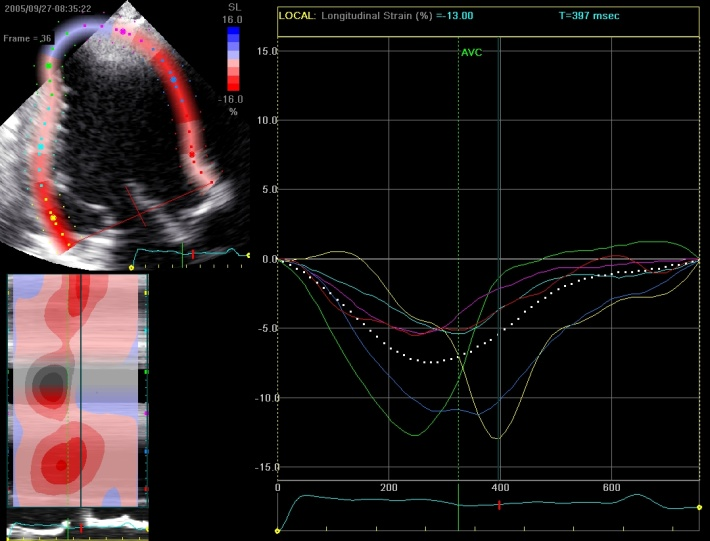 2005/09/27-08:35:22
SL
16.0
Frame = 36
-16.0
%
LOCAL: Longitudinal Strain (%) =-13.00 T=397 msec
15.0
AVC
10.0
5.0
0.0
-5.0
-10.0
-15.0
0 200 400 600